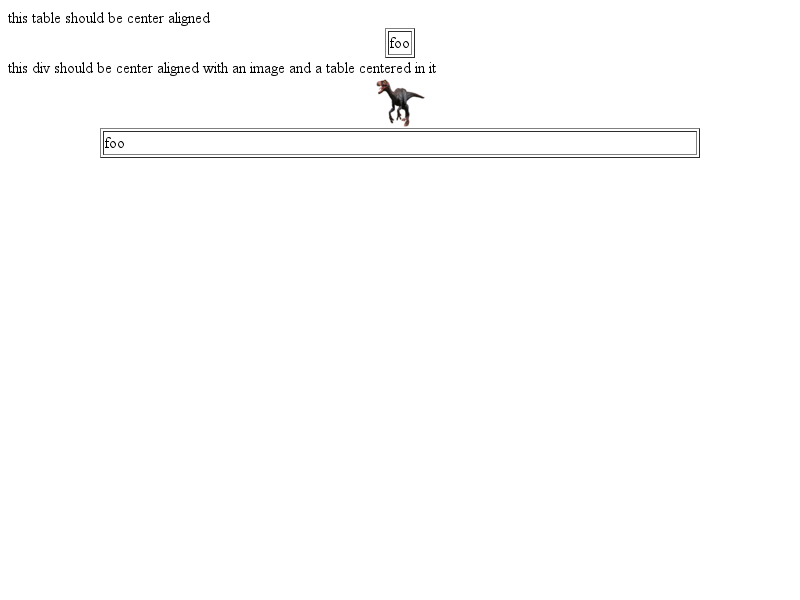 this table should be center aligned
foo
this div should be center aligned with an image and a table centered in it
foo